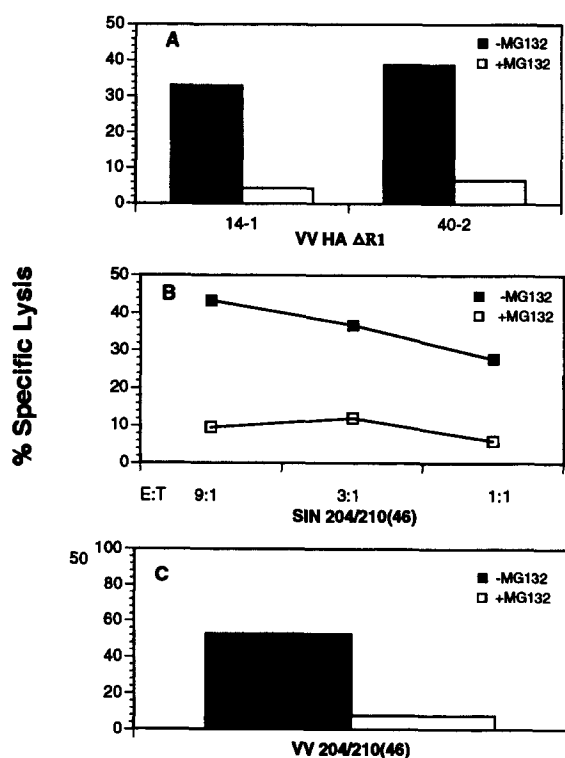 % Specific Lysis
A
-MG132
+MG132
50
40
30
20
10
0
14-1
40-2
VV HA ΔR1
B
-MG132
+MG132
50
40
30
20
10
0
E:T
9:1
3:1
1:1
SIN 204/210(46)
50
C
-MG132
+MG132
100
80
60
40
20
0
VV 204/210(46)